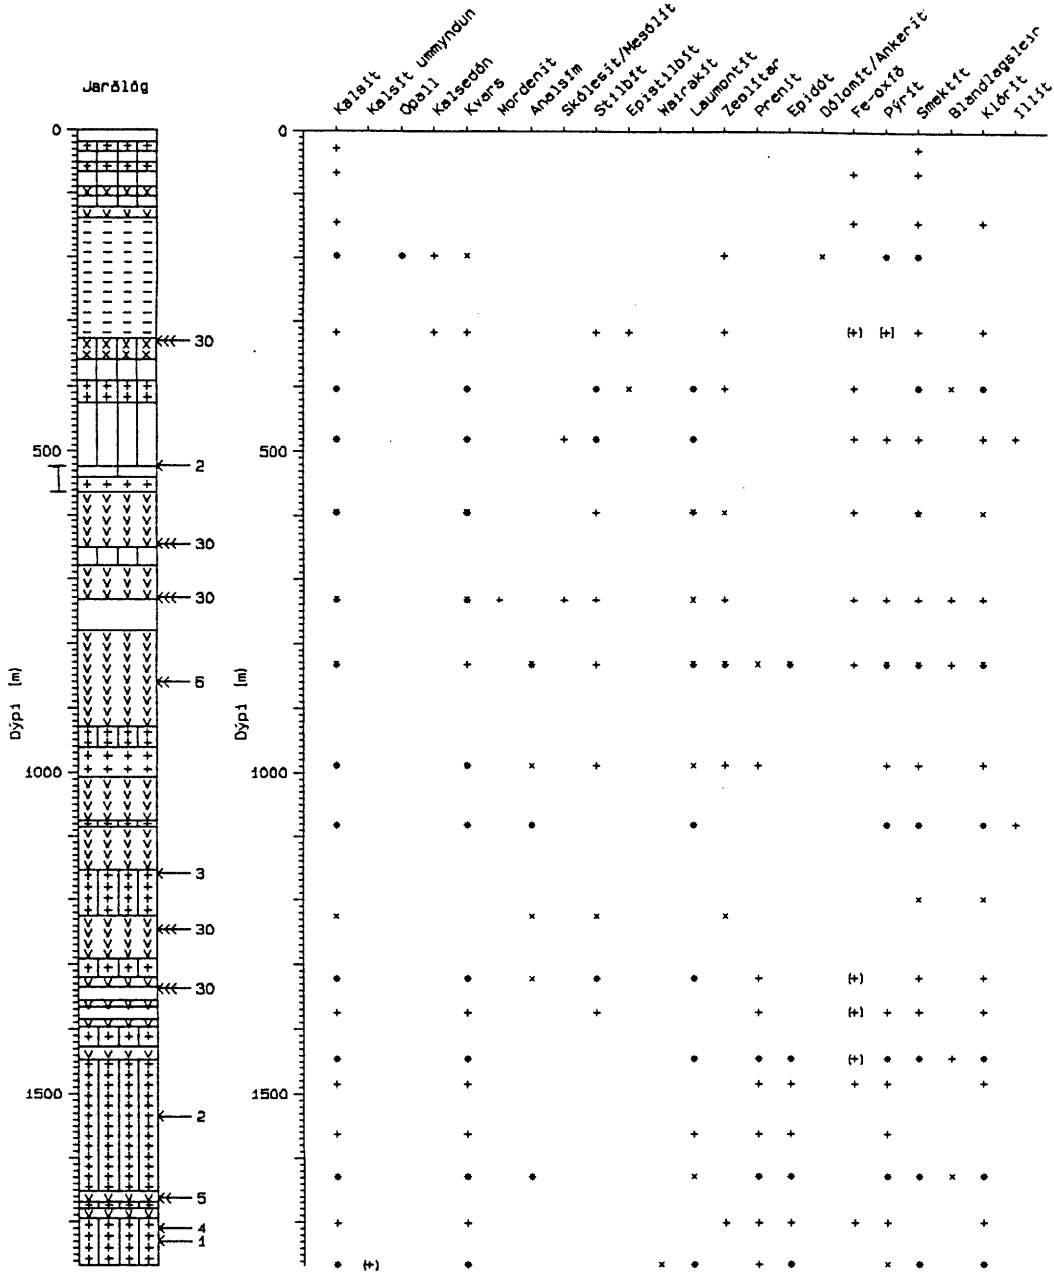 Jarðlög
Kalsít
Kalsít ummyndun
Opall
Kalsedón
Kvars
Mordenít
Analsím
Skólesít/Mesólít
Stilbít
Epistilbít
Wairakít
Laumontít
Zeolítar
Prenít
Epidót
Dólomít/Ankerít
Fe-oxíð
Pýrít
Smektít
Blandlagsleir
Klórít
Illít
0
500
1000
1500
Dýpi (m)
30
2
30
30
6
3
30
30
2
5
4
1
0
500
1000
1500
Dýpi (m)